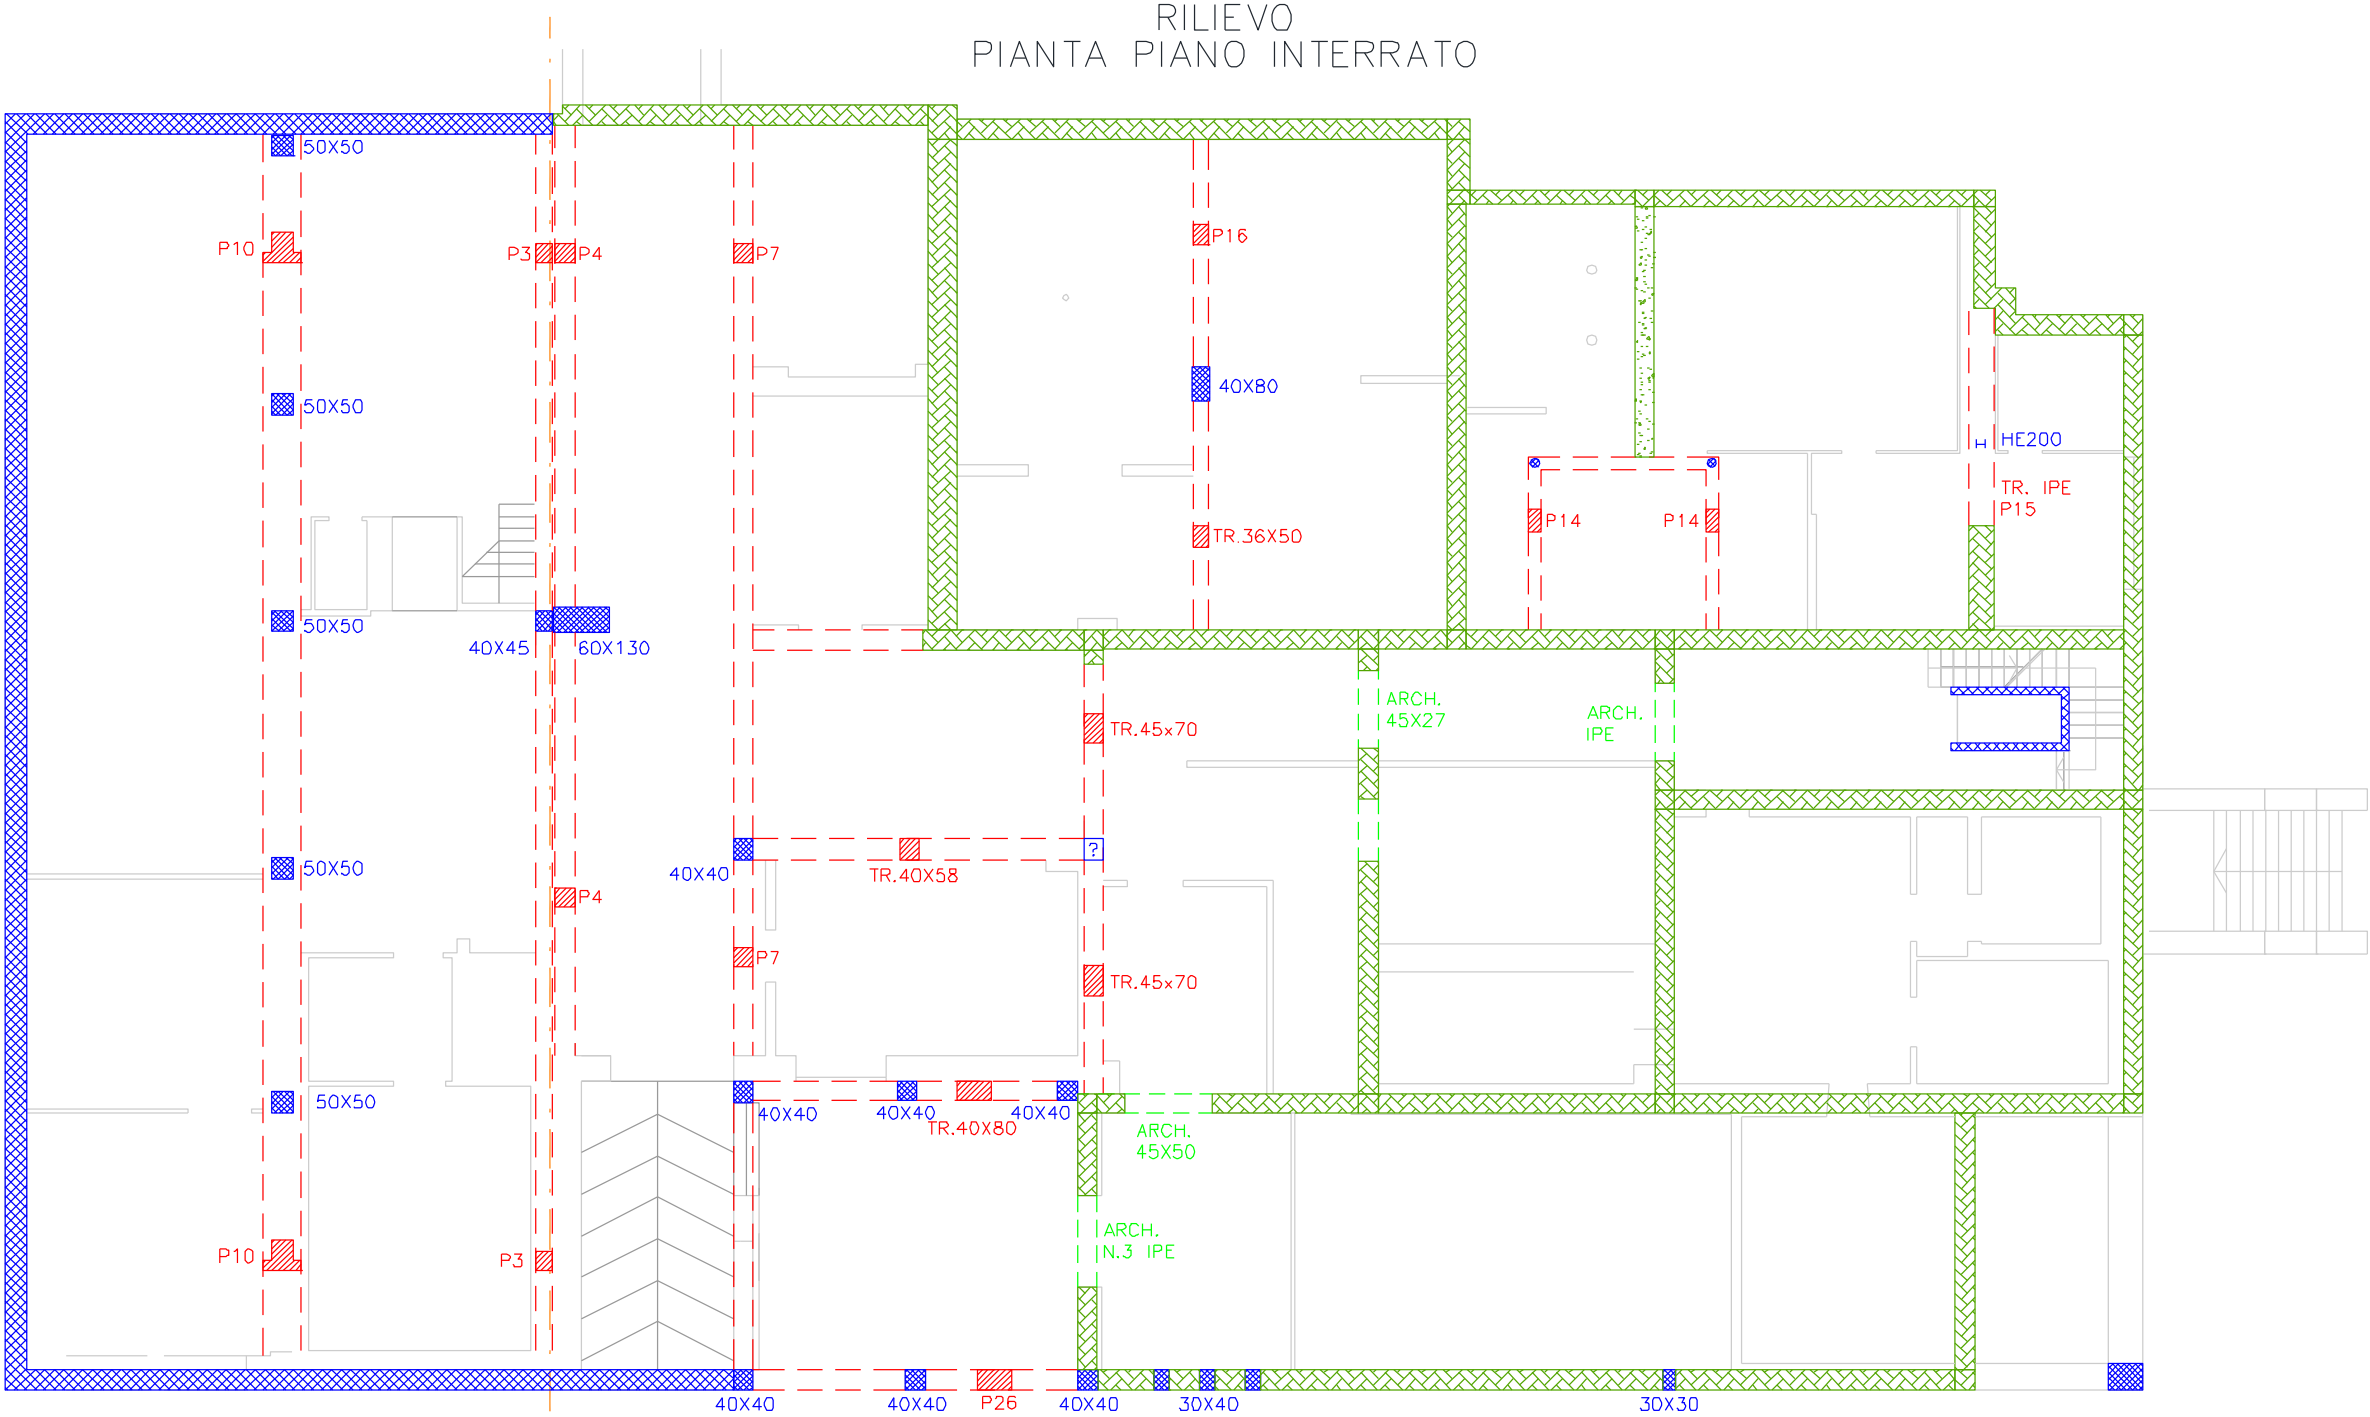 RILIEVO
PIANTA PIANO INTERRATO
50X50
P10
P3
P4
P7
P16
50X50
40X80
HE200
TR. IPE
P15
P14
P14
TR.36X50
50X50
40X45
60X130
ARCH.
45X27
ARCH.
IPE
TR.45x70
?
50X50
40X40
TR.40X58
P4
P7
TR.45x70
50X50
40X40
40X40
40X40
TR.40X80
ARCH.
45X50
P10
P3
ARCH.
N.3 IPE
H
40X40
40X40
P26
40X40
30X40
30X30